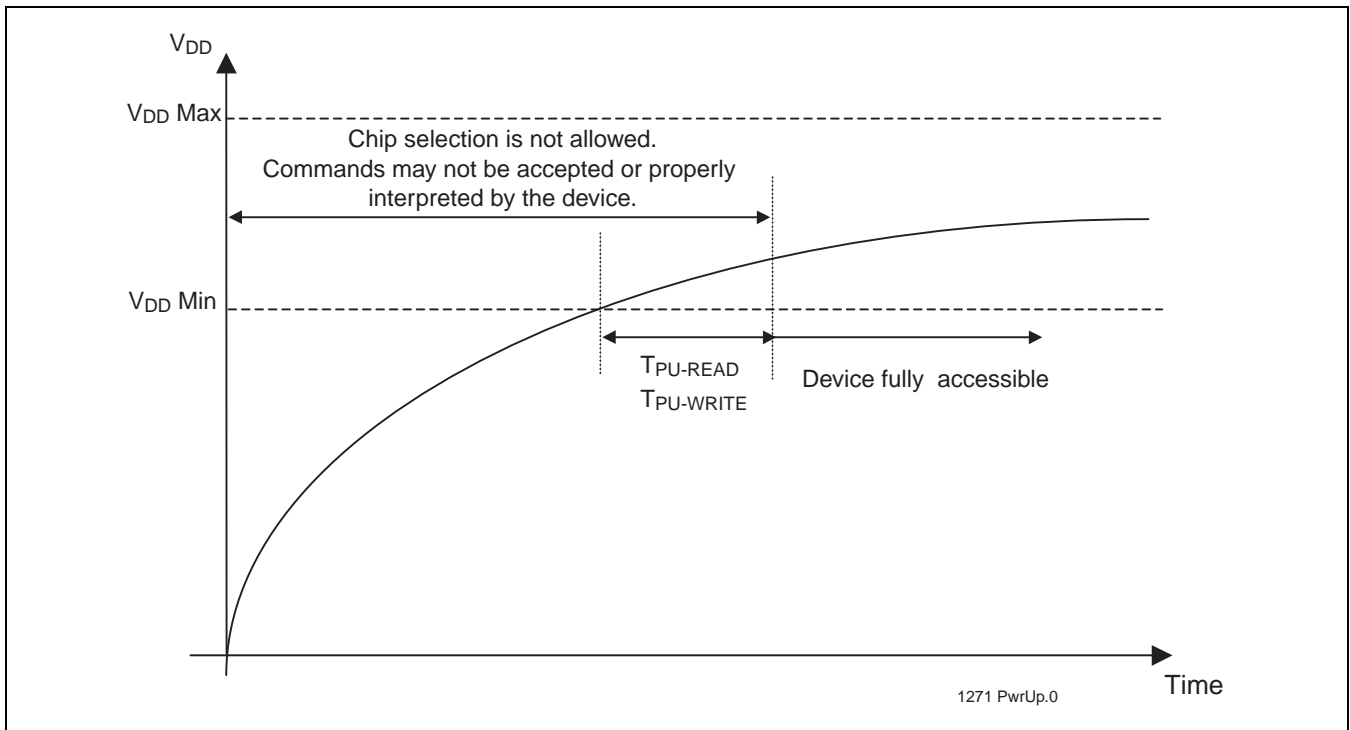 VDD
VDD Max
Chip selection is not allowed.
Commands may not be accepted or properly
interpreted by the device.
VDD Min
TPU-READ
TPU-WRITE
Device fully accessible
Time
1271 PwrUp.0